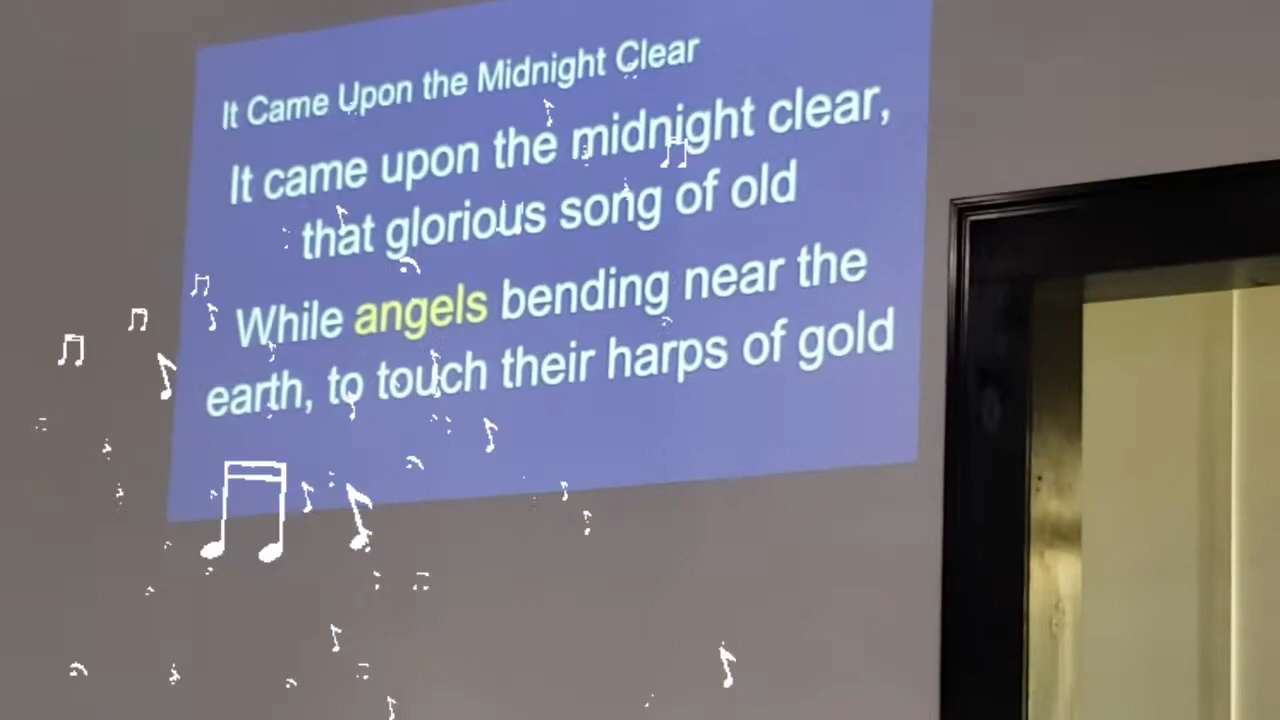 It Came Upon the Midnight Clear
It came upon the midnight clear,
that glorious song of old
While angels bending near the
earth, to touch their harps of gold